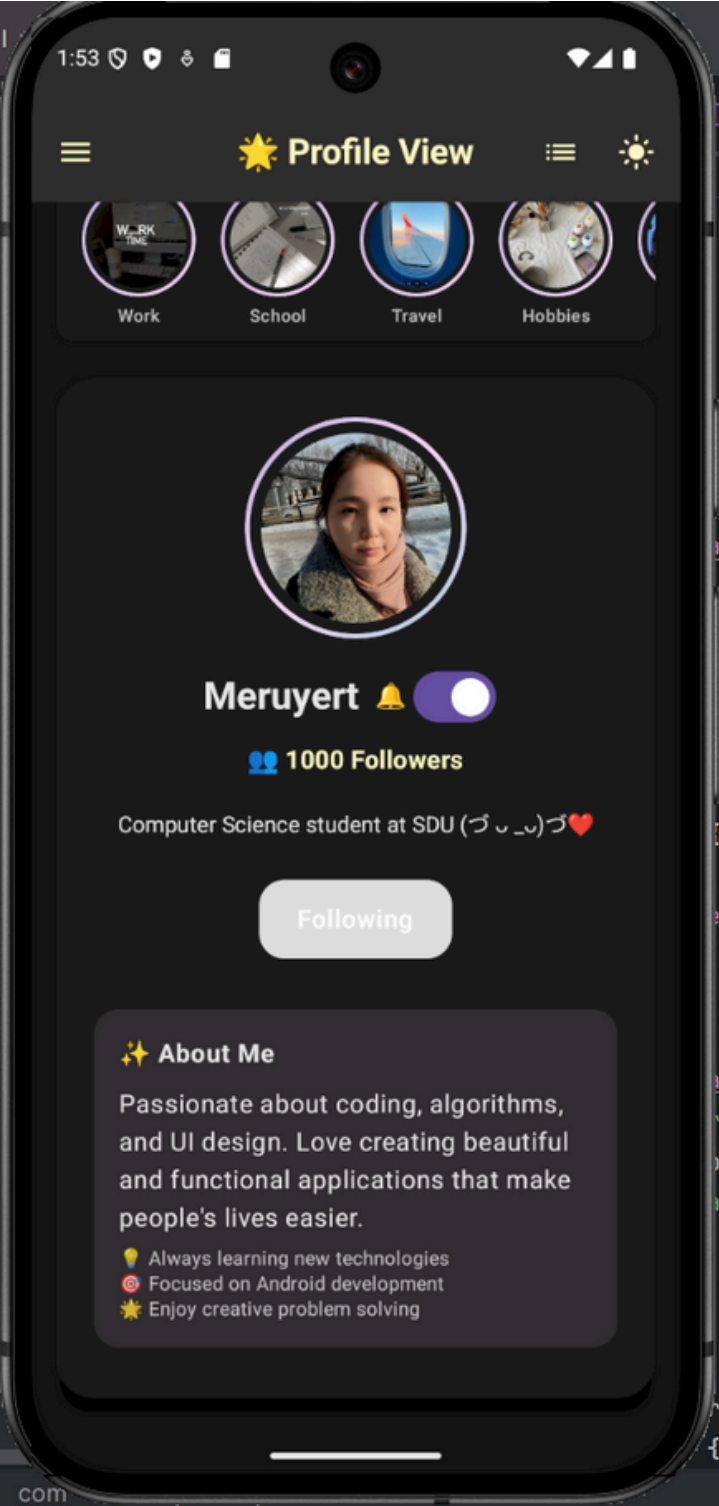 1:53
🌟 Profile View
W RK
TIME
Work School Travel Hobbies
Meruyert 🔔
👥 1000 Followers
Computer Science student at SDU (づ ᴗ _ᴗ)づ❤️
Following
✨ About Me
Passionate about coding, algorithms,
and UI design. Love creating beautiful
and functional applications that make
people's lives easier.
💡 Always learning new technologies
🎯 Focused on Android development
🌟 Enjoy creative problem solving
com